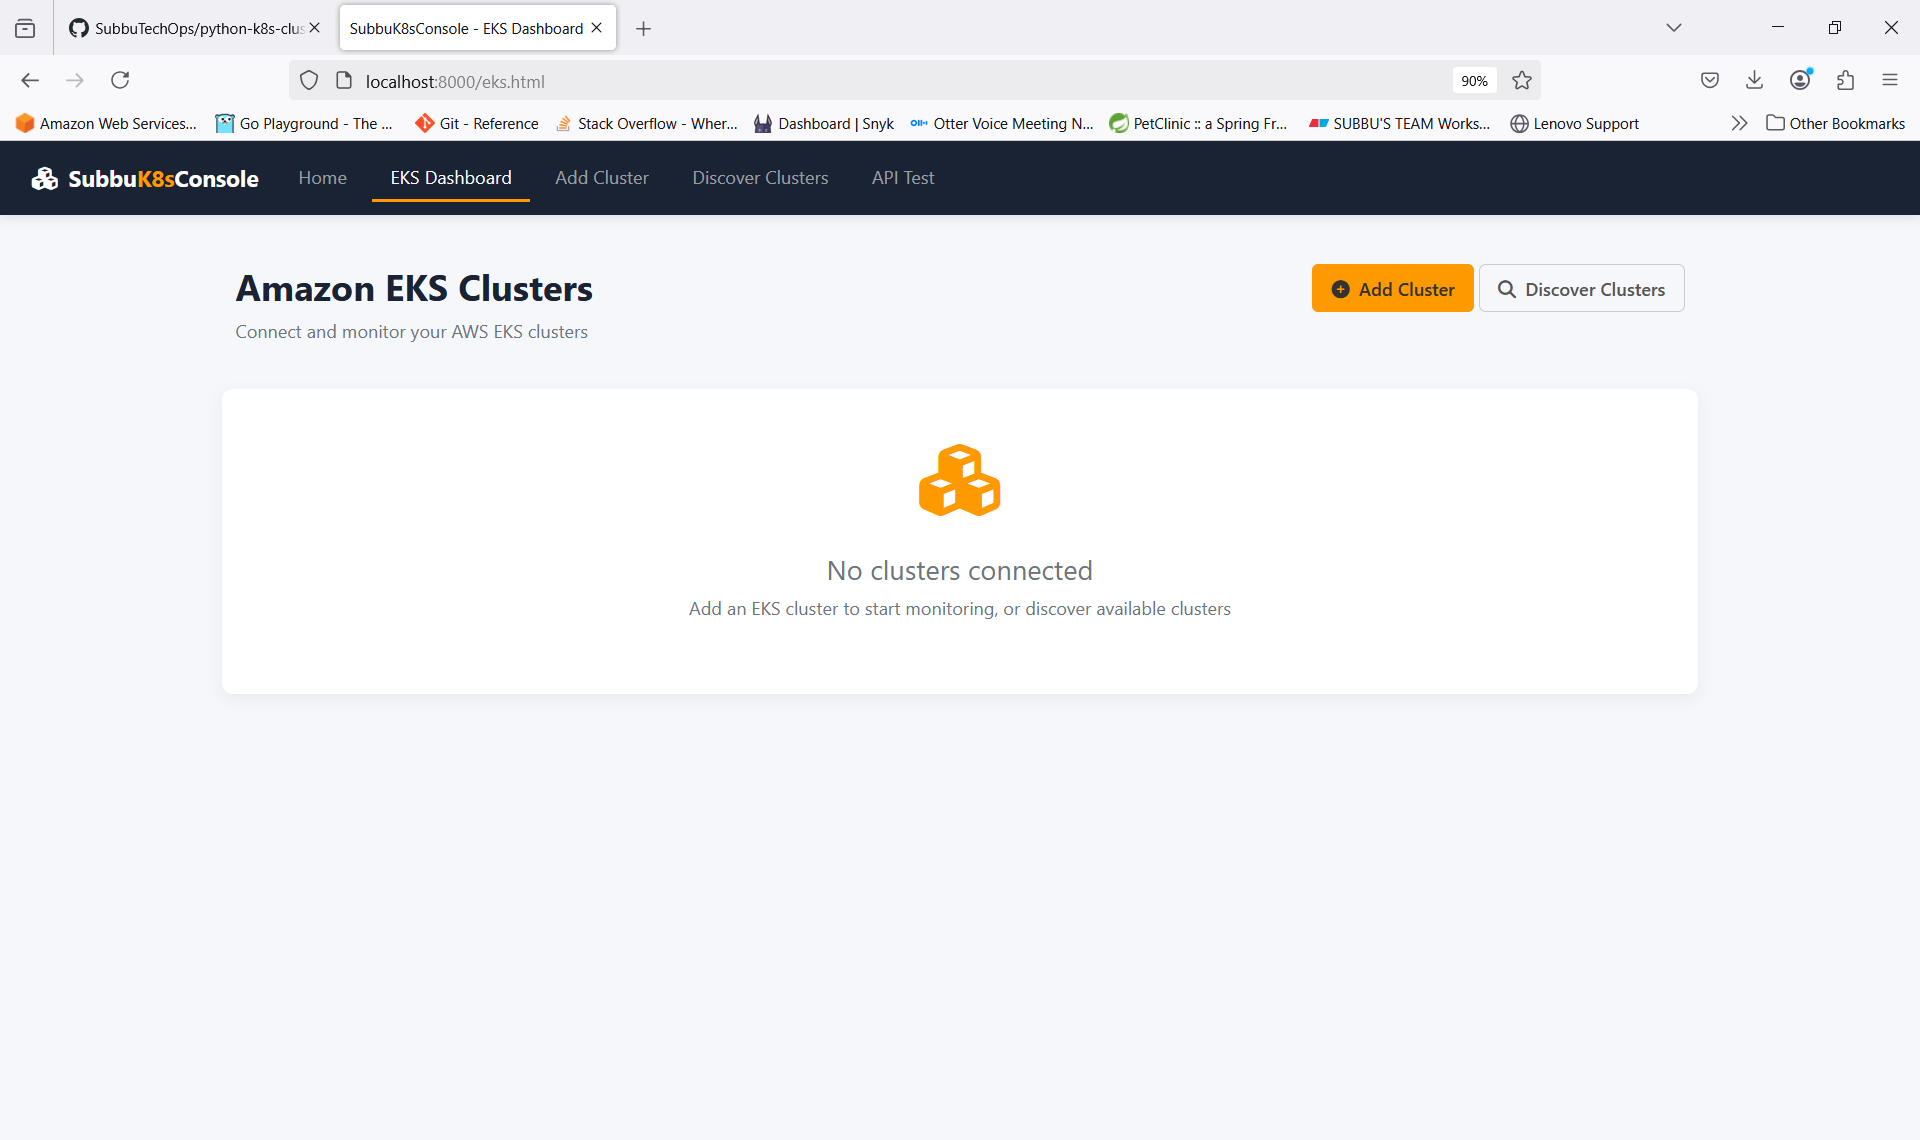 SubbuTechOps/python-k8s-clus
SubbuK8sConsole - EKS Dashboard
localhost:8000/eks.html
90%
Amazon Web Services...
Go Playground - The ...
Git - Reference
Stack Overflow - Wher...
Dashboard | Snyk
Otter Voice Meeting N...
PetClinic :: a Spring Fr...
SUBBU'S TEAM Works...
Lenovo Support
Other Bookmarks
SubbuK8sConsole
Home
EKS Dashboard
Add Cluster
Discover Clusters
API Test
Amazon EKS Clusters
Connect and monitor your AWS EKS clusters
Add Cluster
Discover Clusters
No clusters connected
Add an EKS cluster to start monitoring, or discover available clusters